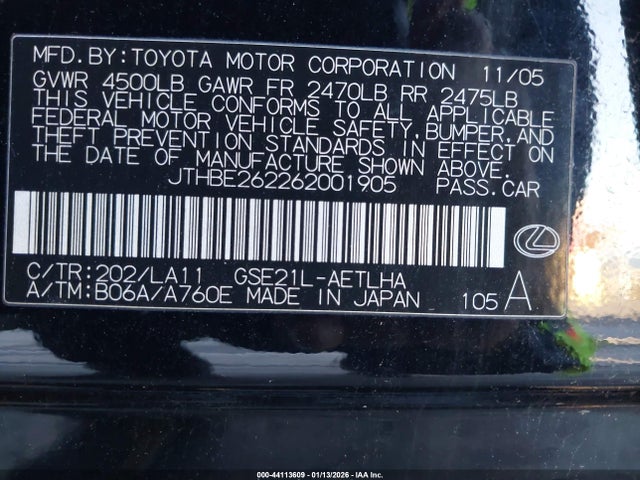 MFD.BY:TOYOTA MOTOR CORPORATION 11/05
GVWR 4500LB GAWR FR 2470LB RR 2475LB
THIS VEHICLE CONFORMS TO ALL APPLICABLE
FEDERAL MOTOR VEHICLE SAFETY,BUMPER,AND
THEFT PREVENTION STANDARDS IN EFFECT ON
THE DATE OF MANUFACTURE SHOWN ABOVE.
JTHBE262262001905 PASS.CAR
C/TR:202/LA11 GSE21L-AETLHA
A/TM:B06A/A760E MADE IN JAPAN 105 A
000-44113609 - 01/13/2026 - IAA Inc.